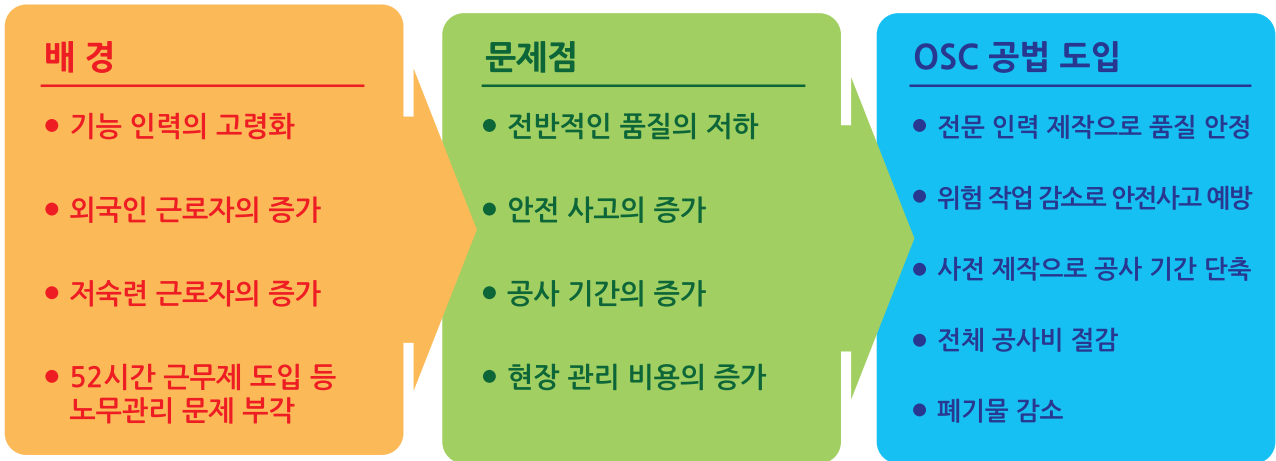 배 경
● 기능 인력의 고령화
● 외국인 근로자의 증가
● 저숙련 근로자의 증가
● 52시간 근무제 도입 등
노무관리 문제 부각
문제점
● 전반적인 품질의 저하
● 안전 사고의 증가
● 공사 기간의 증가
● 현장 관리 비용의 증가
OSC 공법 도입
● 전문 인력 제작으로 품질 안정
● 위험 작업 감소로 안전사고 예방
● 사전 제작으로 공사 기간 단축
● 전체 공사비 절감
● 폐기물 감소